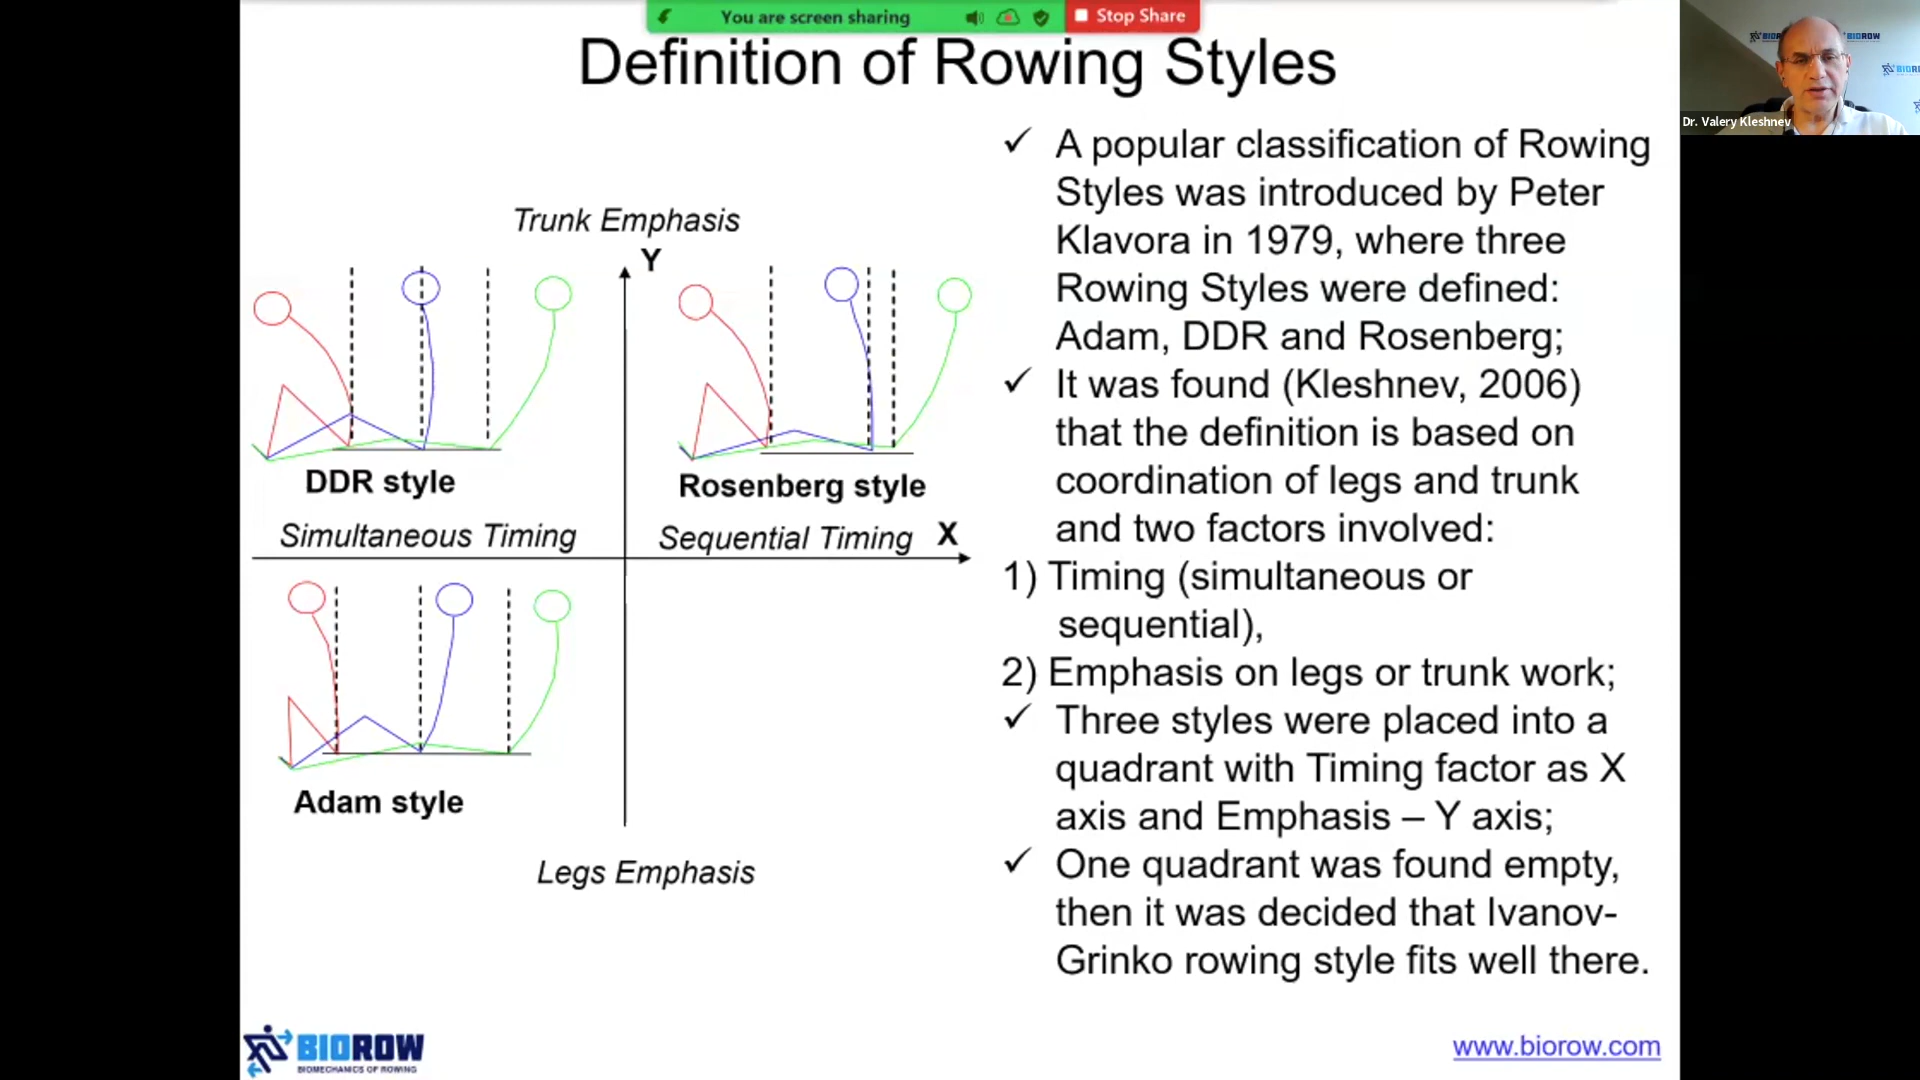 You are screen sharing
Stop Share
Definition of Rowing Styles
BIOROW
Dr. Valery Kleshnev
Trunk Emphasis
Y
DDR style
Rosenberg style
Simultaneous Timing
Sequential Timing
X
Adam style
Legs Emphasis
✓ A popular classification of Rowing
Styles was introduced by Peter
Klavora in 1979, where three
Rowing Styles were defined:
Adam, DDR and Rosenberg;
✓ It was found (Kleshnev, 2006)
that the definition is based on
coordination of legs and trunk
and two factors involved:
1) Timing (simultaneous or
sequential),
2) Emphasis on legs or trunk work;
✓ Three styles were placed into a
quadrant with Timing factor as X
axis and Emphasis – Y axis;
✓ One quadrant was found empty,
then it was decided that Ivanov-
Grinko rowing style fits well there.
BIOROW
BIOMECHANICS OF ROWING
www.biorow.com